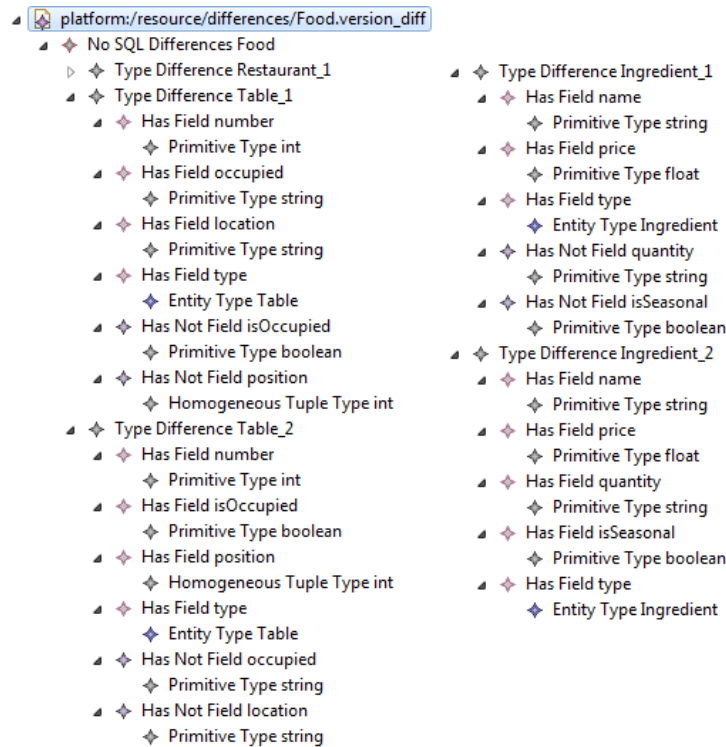 platform:/resource/differences/Food.version_diff
No SQL Differences Food
Type Difference Restaurant_1
Type Difference Table_1
Has Field number
Primitive Type int
Has Field occupied
Primitive Type string
Has Field location
Primitive Type string
Has Field type
Entity Type Table
Has Not Field isOccupied
Primitive Type boolean
Has Not Field position
Homogeneous Tuple Type int
Type Difference Table_2
Has Field number
Primitive Type int
Has Field isOccupied
Primitive Type boolean
Has Field position
Homogeneous Tuple Type int
Has Field type
Entity Type Table
Has Not Field occupied
Primitive Type string
Has Not Field location
Primitive Type string
Type Difference Ingredient_1
Has Field name
Primitive Type string
Has Field price
Primitive Type float
Has Field type
Entity Type Ingredient
Has Not Field quantity
Primitive Type string
Has Not Field isSeasonal
Primitive Type boolean
Type Difference Ingredient_2
Has Field name
Primitive Type string
Has Field price
Primitive Type float
Has Field quantity
Primitive Type string
Has Field isSeasonal
Primitive Type boolean
Has Field type
Entity Type Ingredient